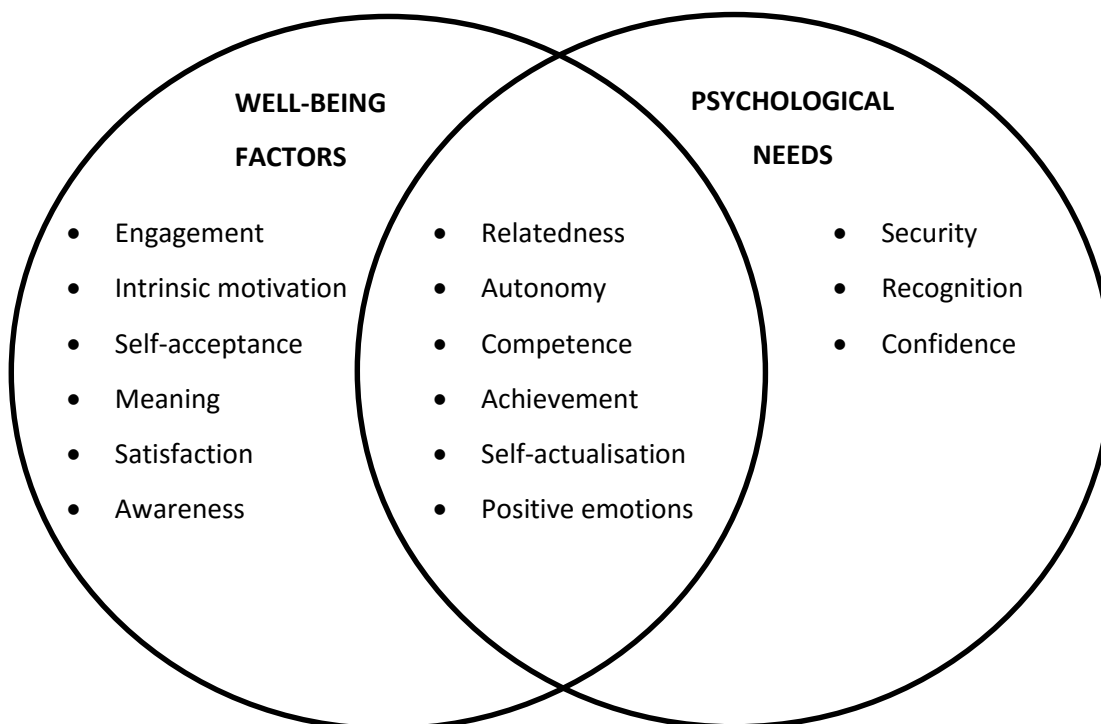 WELL-BEING
FACTORS
• Engagement
• Intrinsic motivation
• Self-acceptance
• Meaning
• Satisfaction
• Awareness
• Relatedness
• Autonomy
• Competence
• Achievement
• Self-actualisation
• Positive emotions
PSYCHOLOGICAL
NEEDS
• Security
• Recognition
• Confidence